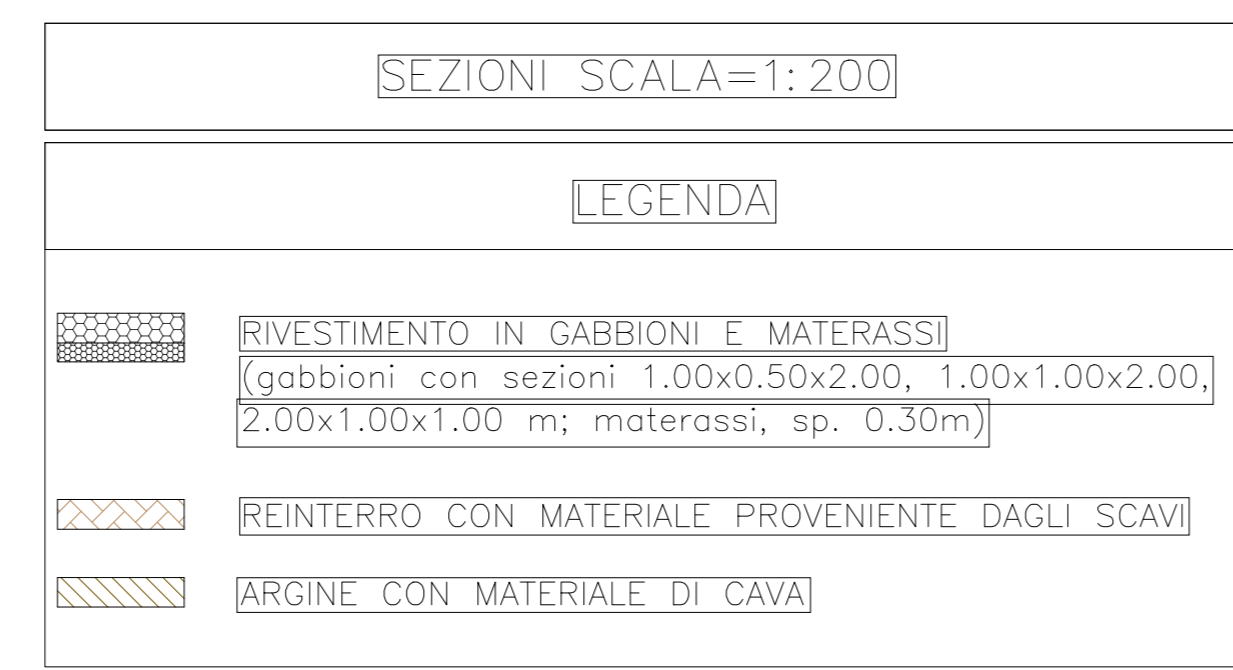 SEZIONI SCALA=1:200
LEGENDA
RIVESTIMENTO IN GABBIONI E MATERASSI
(gabbioni con sezioni 1.00x0.50x2.00, 1.00x1.00x2.00,
2.00x1.00x1.00 m; materassi, sp. 0.30m)
REINTERRO CON MATERIALE PROVENIENTE DAGLI SCAVI
ARGINE CON MATERIALE DI CAVA